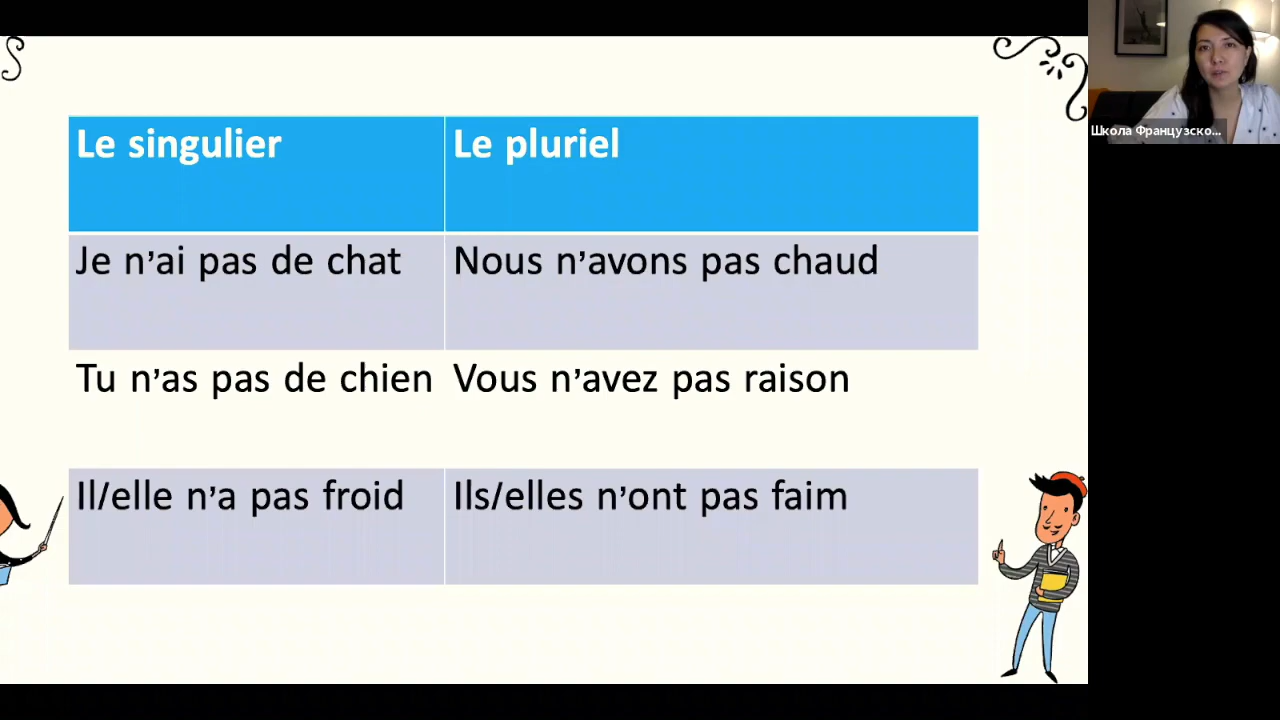 Le singulier
Le pluriel
Je n’ai pas de chat
Nous n’avons pas chaud
Tu n’as pas de chien
Vous n’avez pas raison
Il/elle n’a pas froid
Ils/elles n’ont pas faim
Школа Французско...